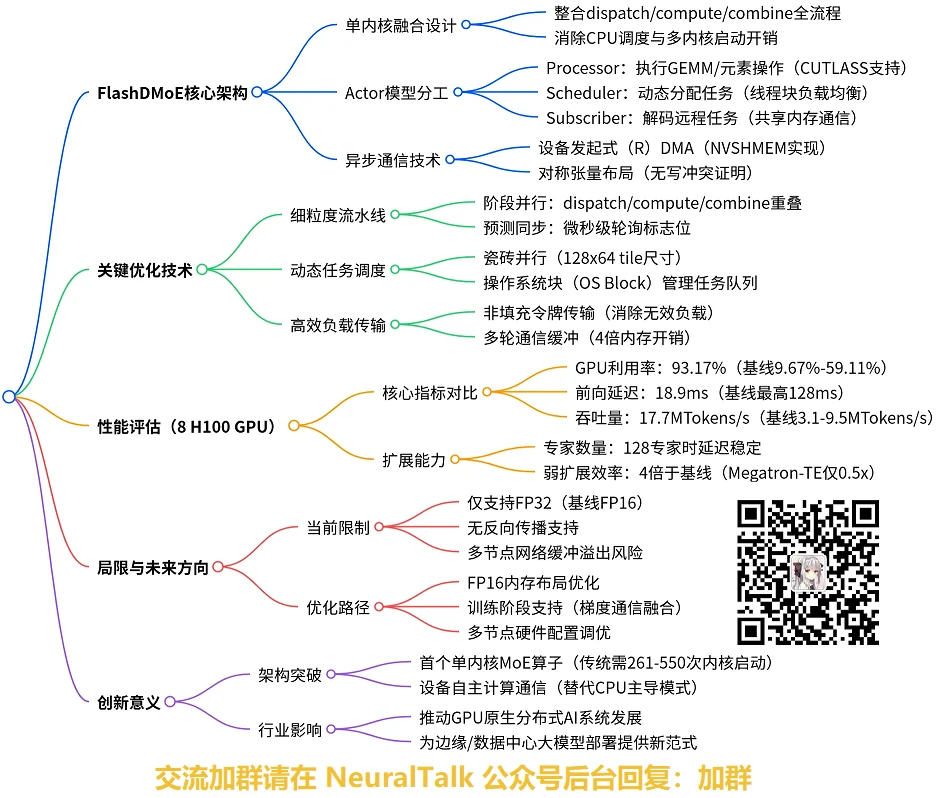 FlashDMoE核心架构
单内核融合设计
整合dispatch/compute/combine全流程
消除CPU调度与多内核启动开销
Actor模型分工
Processor：执行GEMM/元素操作（CUTLASS支持）
Scheduler：动态分配任务（线程块负载均衡）
Subscriber：解码远程任务（共享内存通信）
异步通信技术
设备发起式（R）DMA（NVSHMEM实现）
对称张量布局（无写冲突证明）
关键优化技术
细粒度流水线
阶段并行：dispatch/compute/combine重叠
预测同步：微秒级轮询标志位
动态任务调度
瓷砖并行（128x64 tile尺寸）
操作系统块（OS Block）管理任务队列
高效负载传输
非填充令牌传输（消除无效负载）
多轮通信缓冲（4倍内存开销）
性能评估（8 H100 GPU）
核心指标对比
GPU利用率：93.17%（基线9.67%-59.11%）
前向延迟：18.9ms（基线最高128ms）
吞吐量：17.7MTokens/s（基线3.1-9.5MTokens/s）
扩展能力
专家数量：128专家时延迟稳定
弱扩展效率：4倍于基线（Megatron-TE仅0.5x）
局限与未来方向
当前限制
仅支持FP32（基线FP16）
无反向传播支持
多节点网络缓冲溢出风险
优化路径
FP16内存布局优化
训练阶段支持（梯度通信融合）
多节点硬件配置调优
创新意义
架构突破
首个单内核MoE算子（传统需261-550次内核启动）
设备自主计算通信（替代CPU主导模式）
行业影响
推动GPU原生分布式AI系统发展
为边缘/数据中心大模型部署提供新范式
交流加群请在 NeuralTalk 公众号后台回复：加群